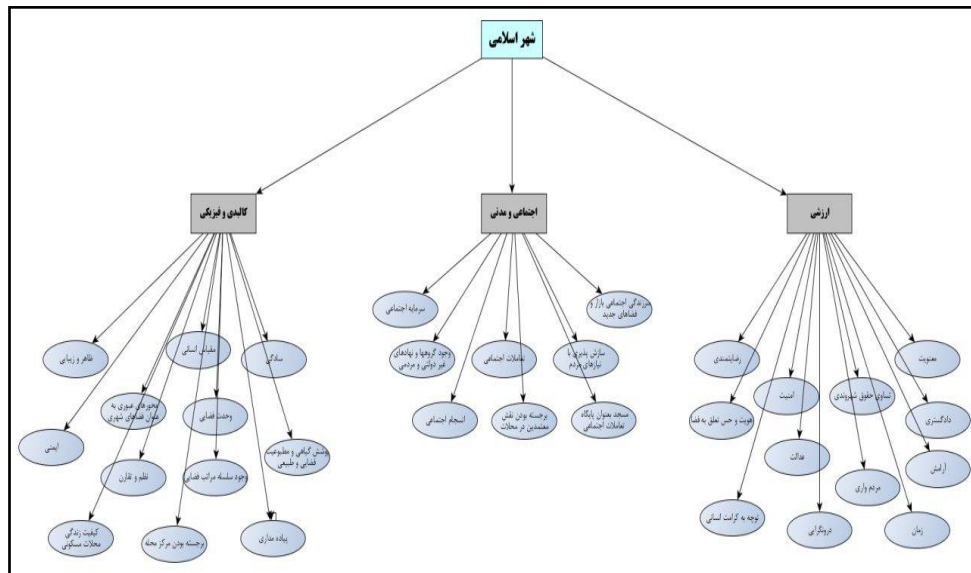 شهر اسلامی
ارزشی
اجتماعی و مدنی
کالبدی و فیزیکی
معنویت
تساوی حقوق شهروندی
امنیت
رضایتمندی
دادگستری
هویت و حس تعلق به فضا
آرامش
عدالت
مردم واری
توجه به کرامت انسانی
زمان
درونگرایی
سرزندگی اجتماعی بازار و
فضاهای جدید
سرمایه اجتماعی
سازش پذیری با
نیازهای مردم
تعاملات اجتماعی
وجود گروهها و نهادهای
غیر دولتی و مردمی
مسجد بعنوان پایگاه
تعاملات اجتماعی
برجسته بودن نقش
معتمدین در محلات
انسجام اجتماعی
سادگی
مقیاس انسانی
ظاهر و زیبایی
وحدت فضایی
محورهای عبوری به
عنوان فضاهای شهری
ایمنی
پوشش گیاهی و مطبوعیت
فضایی و طبیعی
وجود سلسله مراتب فضایی
نظم و تقارن
پیاده مداری
برجسته بودن مرکز محله
کیفیت زندگی
محلات مسکونی